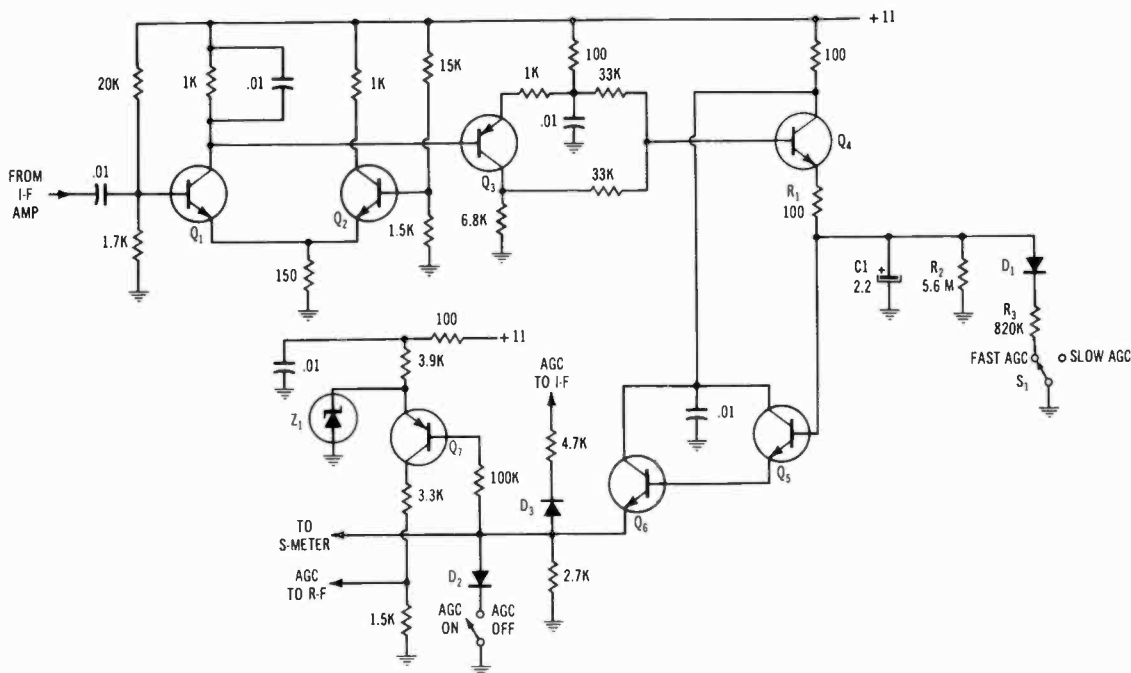 +11
20K
1K
.01
1K
15K
100
1K
33K
.01
100
Q4
FROM
I-F
AMP
.01
Q1
Q2
Q3
33K
R1
100
1.7K
150
1.5K
6.8K
C1
+
2.2
R2
5.6 M
D1
R3
820K
FAST AGC
SLOW AGC
S1
100
+11
.01
3.9K
Z1
Q7
AGC
TO I-F
4.7K
.01
Q5
3.3K
100K
D3
Q6
TO
S-METER
D2
2.7K
AGC
TO R-F
1.5K
AGC
ON
AGC
OFF